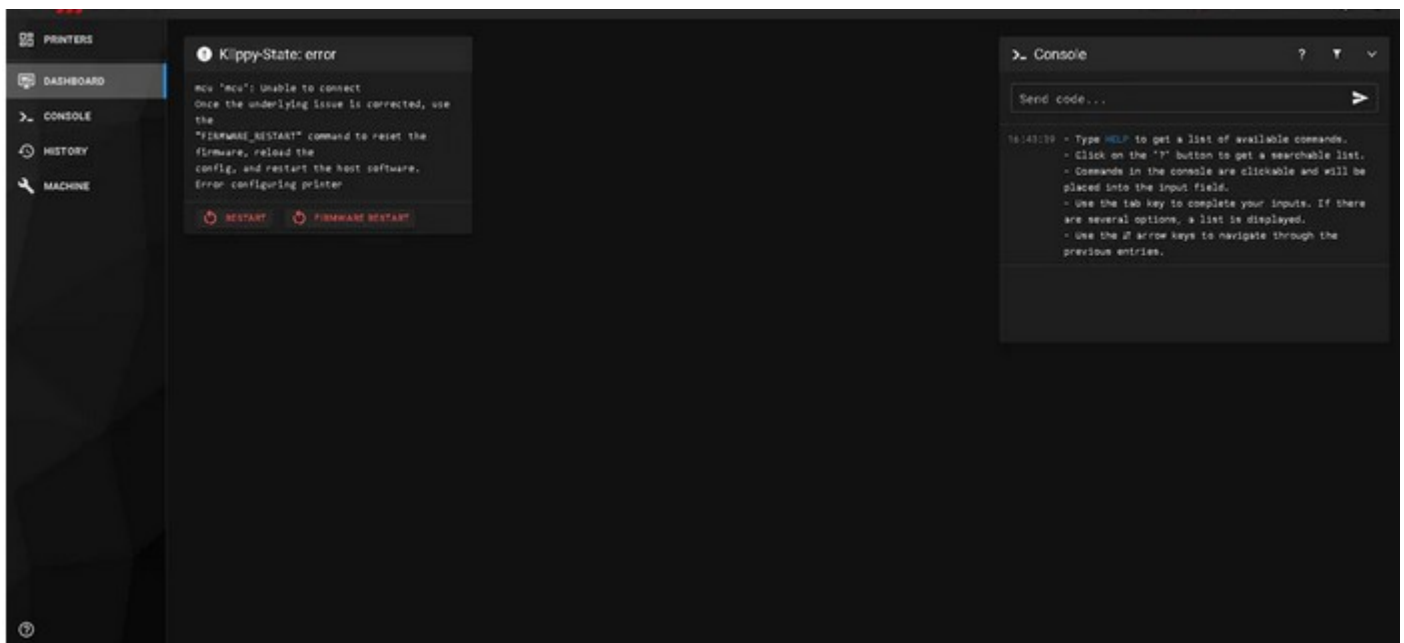 PRINTERS
DASHBOARD
CONSOLE
HISTORY
MACHINE
Klippy-State: error
mcu 'mcu': Unable to connect
Once the underlying issue is corrected, use
the
"FIRMWARE_RESTART" command to reset the
firmware, reload the
config, and restart the host software.
Error configuring printer
RESTART FIRMWARE RESTART
>_ Console ?
Send code...
16:43:39 - Type HELP to get a list of available commands.
- Click on the "?" button to get a searchable list.
- Commands in the console are clickable and will be
placed into the input field.
- Use the tab key to complete your inputs. If there
are several options, a list is displayed.
- Use the ⇵ arrow keys to navigate through the
previous entries.